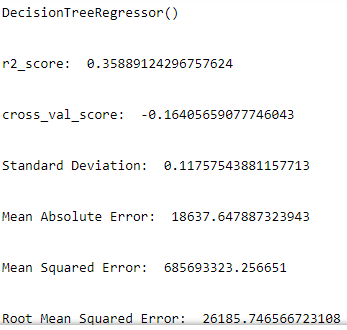 DecisionTreeRegressor()
r2_score:  0.35889124296757624
cross_val_score:  -0.16405659077746043
Standard Deviation:  0.11757543881157713
Mean Absolute Error:  18637.647887323943
Mean Squared Error:  685693323.256651
Root Mean Squared Error:  26185.746566723108